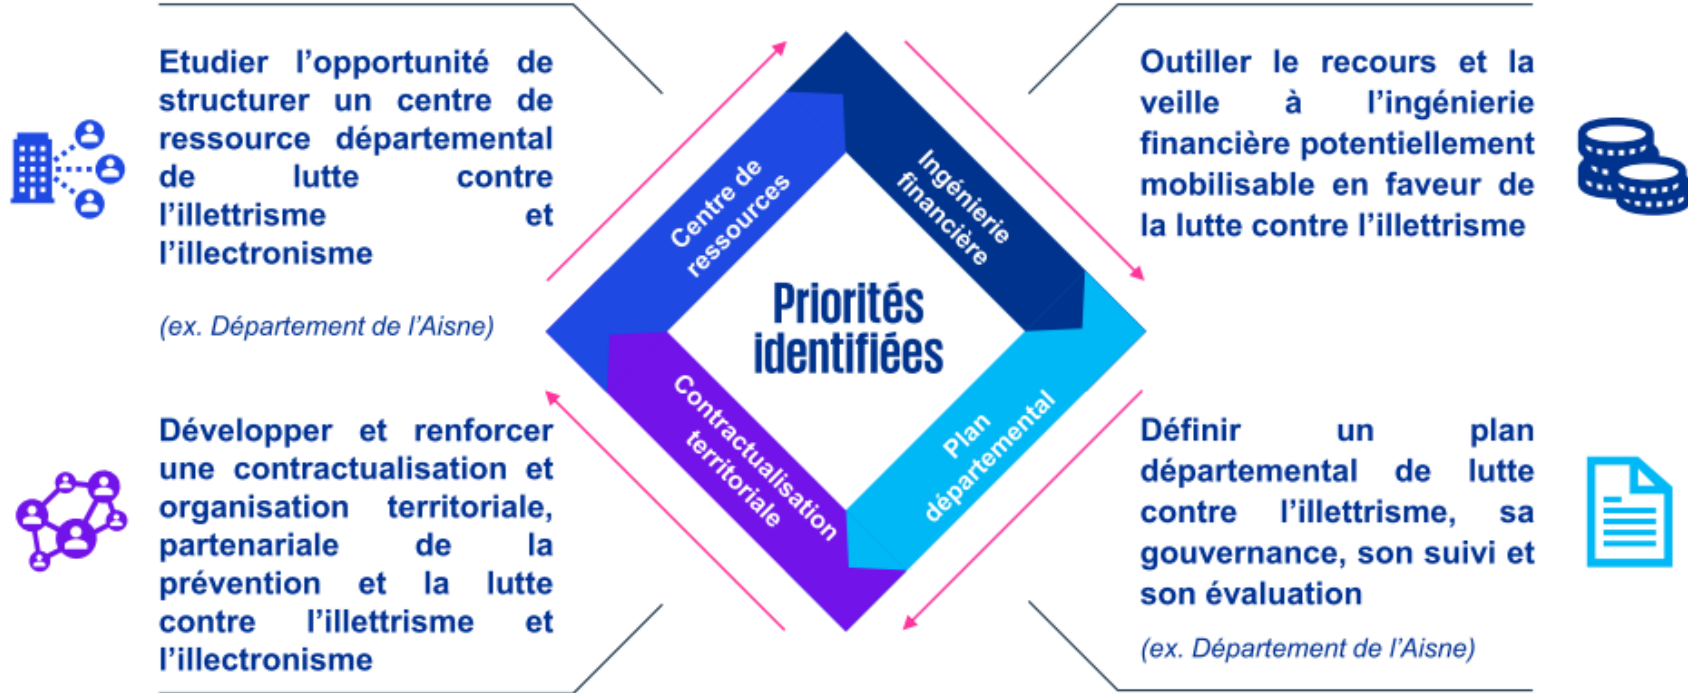 Etudier l'opportunité de
structurer un centre de
ressource départemental
de lutte contre
l'illettrisme et
l'illectronisme
(ex. Département de l'Aisne)
Outiller le recours et la
veille à l'ingénierie
financière potentiellement
mobilisable en faveur de
la lutte contre l'illettrisme
Centre de
ressources
Ingénierie
financière
Priorités
identifiées
Contractualisation
territoriale
Plan
départemental
Développer et renforcer
une contractualisation et
organisation territoriale,
partenariale de la
prévention et la lutte
contre l'illettrisme et
l'illectronisme
Définir un plan
départemental de lutte
contre l'illettrisme, sa
gouvernance, son suivi et
son évaluation
(ex. Département de l'Aisne)